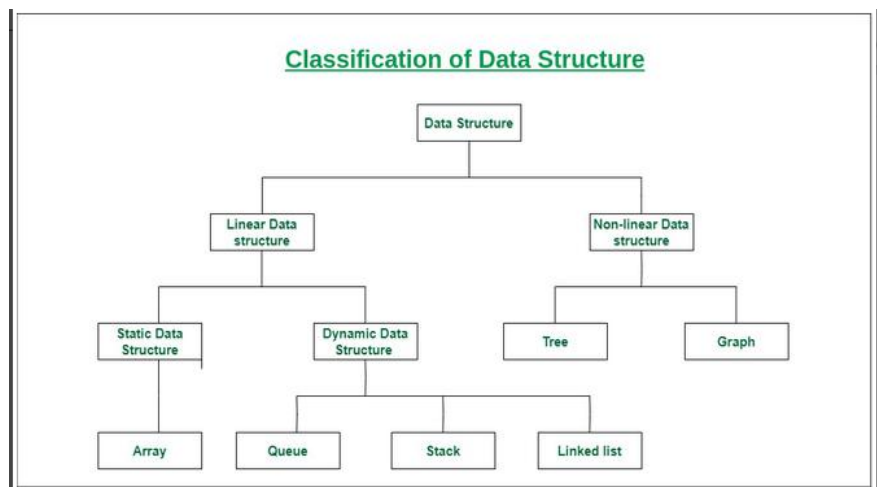 Classification of Data Structure
Data Structure
Linear Data
structure
Non-linear Data
structure
Static Data
Structure
Dynamic Data
Structure
Tree
Graph
Array
Queue
Stack
Linked list